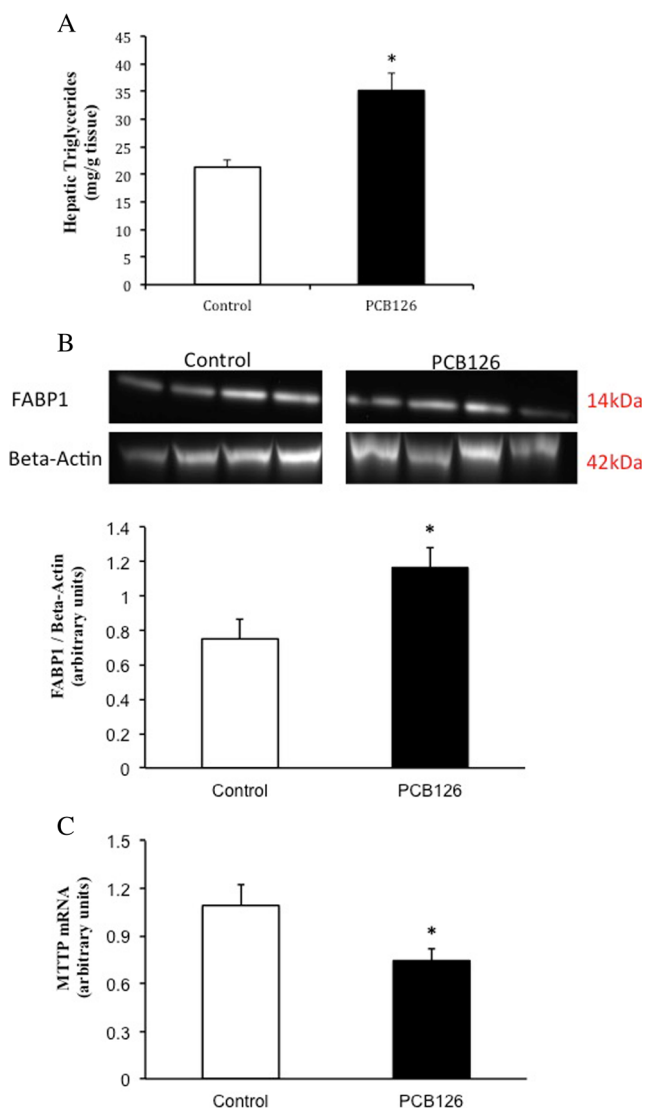 A
Hepatic Triglycerides
(mg/g tissue)
45
40
35
30
25
20
15
10
5
0
*
Control
PCB126
B
Control
PCB126
FABP1
14kDa
Beta-Actin
42kDa
FABP1 / Beta-Actin
(arbitrary units)
1.4
1.2
1
0.8
0.6
0.4
0.2
0
*
Control
PCB126
C
MTTP mRNA
(arbitrary units)
1.5
1.2
0.9
0.6
0.3
0
*
Control
PCB126